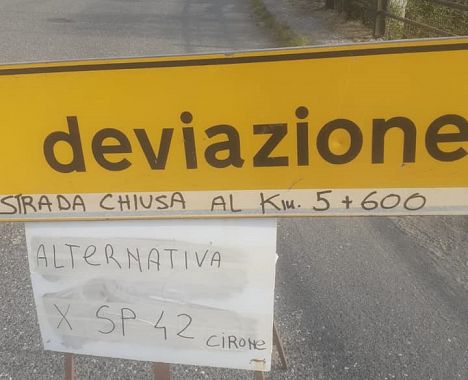 deviazione
STRADA CHIUSA AL Km. 5+600
ALTERNATIVA
X SP 42 CIRONE